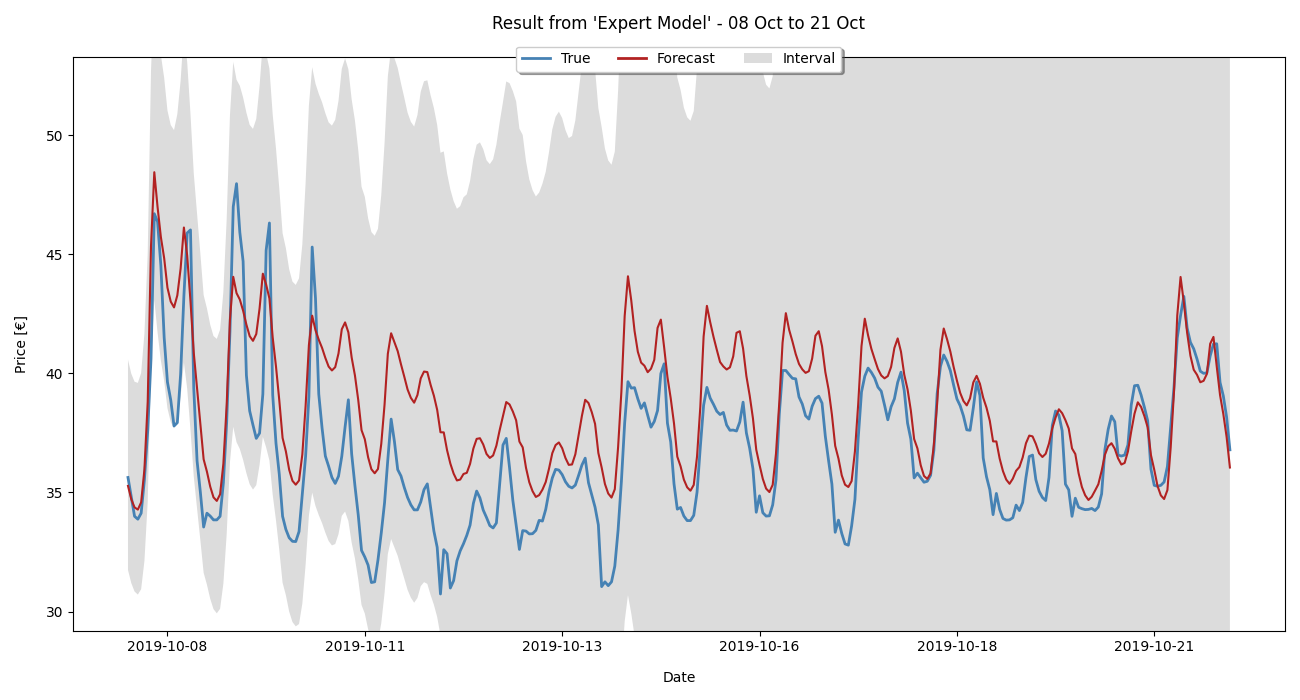 Result from 'Expert Model' - 08 Oct to 21 Oct
True Forecast Interval
Price [€]
50
45
40
35
30
2019-10-08 2019-10-11 2019-10-13 2019-10-16 2019-10-18 2019-10-21
Date